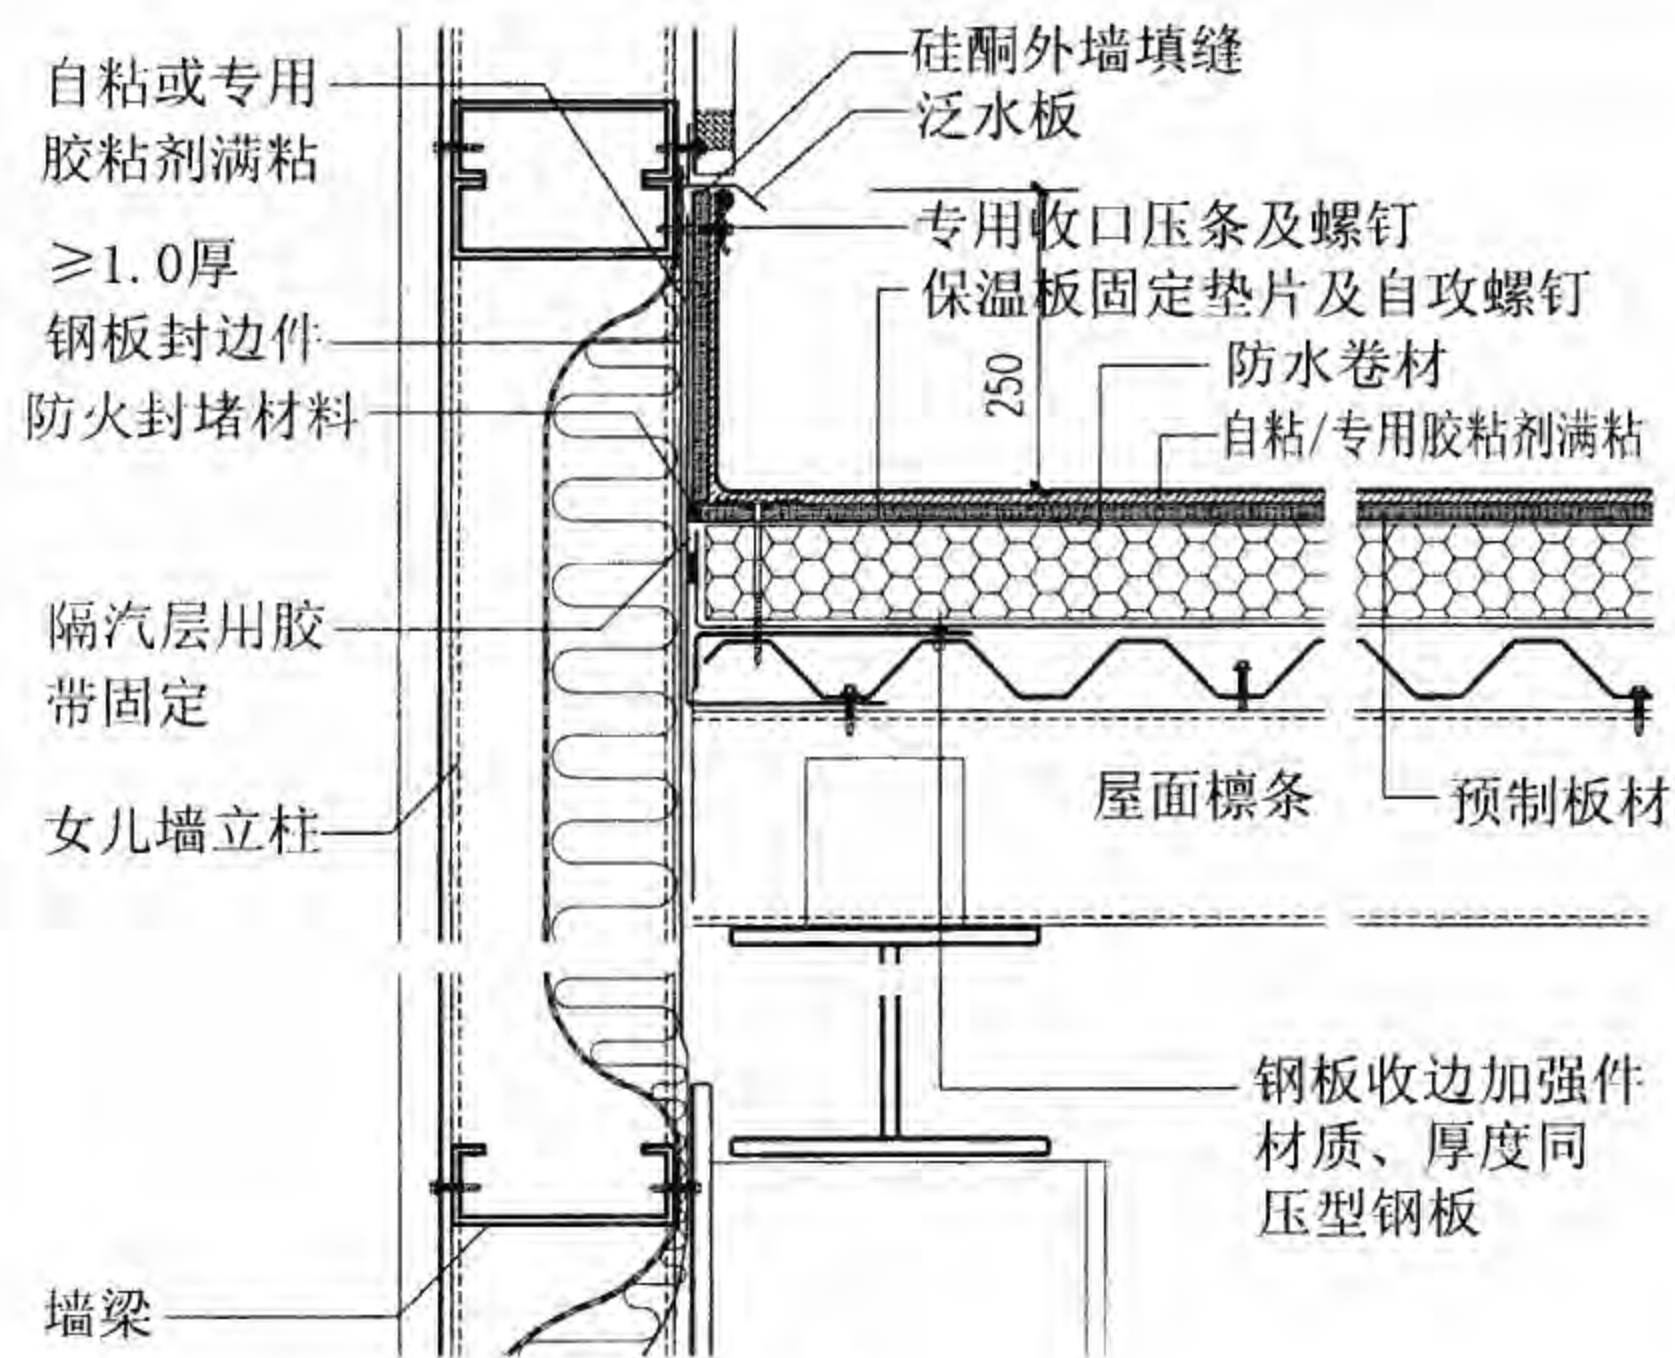 自粘或专用
胶粘剂满粘
≥1.0厚
钢板封边件
防火封堵材料
隔汽层用胶
带固定
女儿墙立柱
墙梁
硅酮外墙填缝
泛水板
专用收口压条及螺钉
保温板固定垫片及自攻螺钉
250
防水卷材
自粘/专用胶粘剂满粘
屋面檩条
预制板材
钢板收边加强件
材质、厚度同
压型钢板